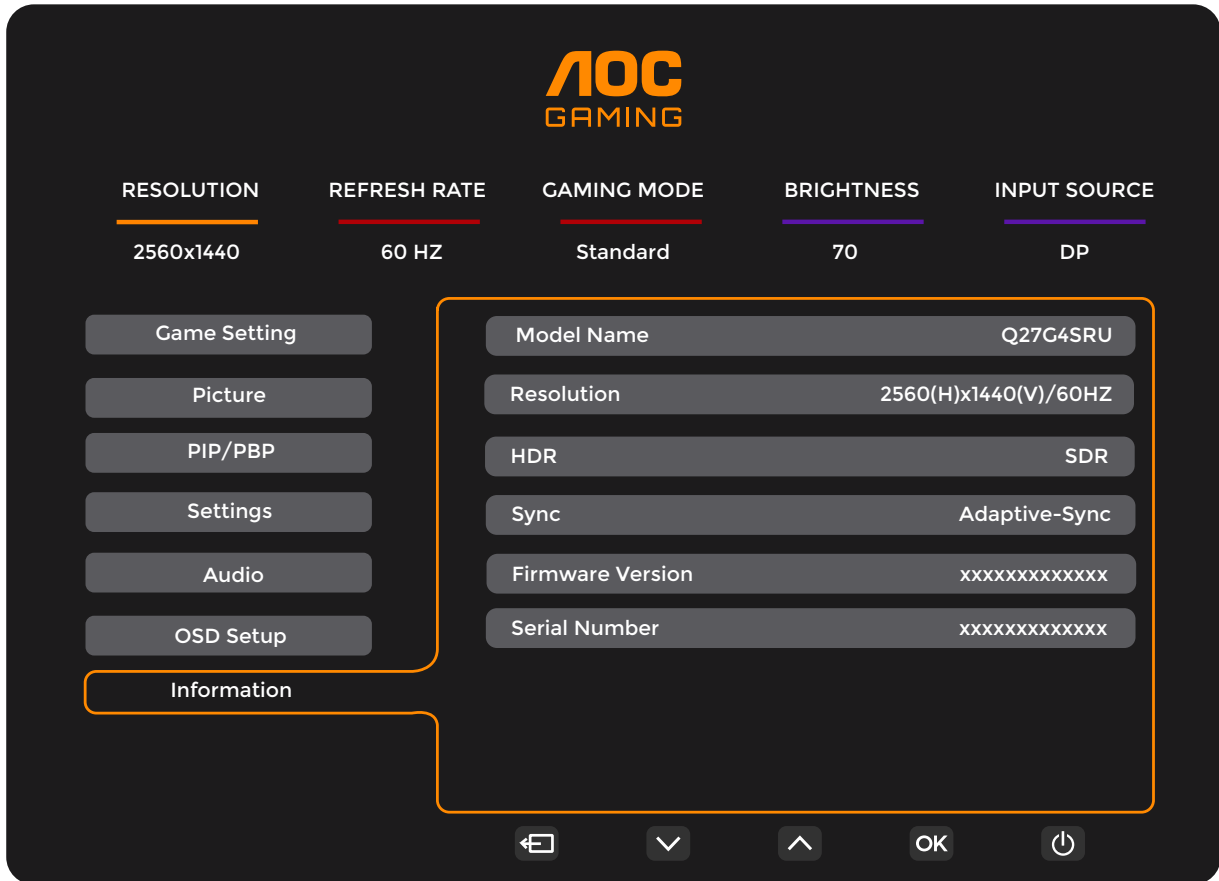 AOC
GAMING
RESOLUTION REFRESH RATE GAMING MODE BRIGHTNESS INPUT SOURCE
2560x1440 60 HZ Standard 70 DP
Game Setting
Picture
PIP/PBP
Settings
Audio
OSD Setup
Information
Model Name Q27G4SRU
Resolution 2560(H)x1440(V)/60HZ
HDR SDR
Sync Adaptive-Sync
Firmware Version xxxxxxxxxxxxx
Serial Number xxxxxxxxxxxxx
OK